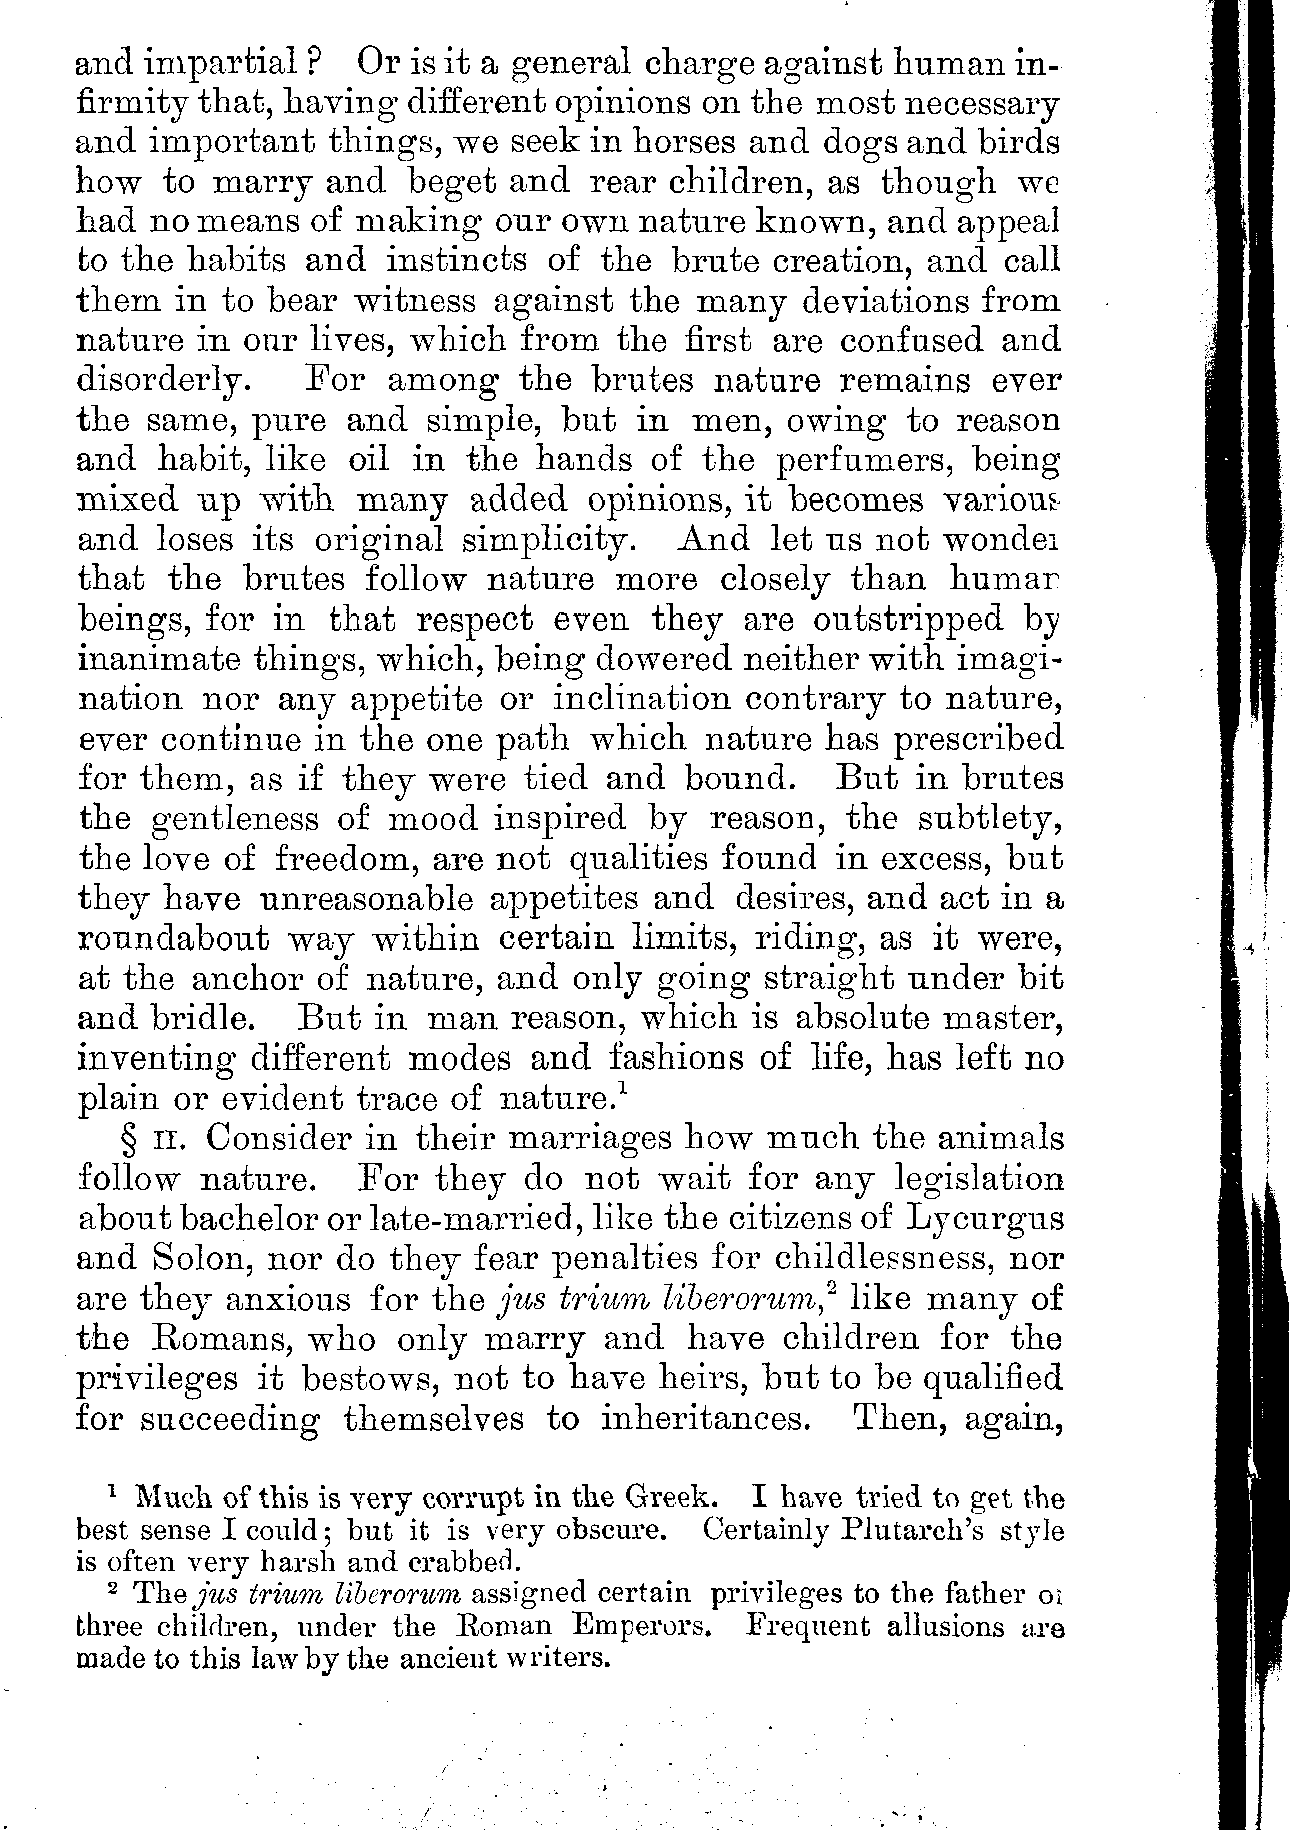 and impartial ? Or is it a general charge against human in-
firmity that, having different opinions on the most necessary
and important things, we seek in horses and dogs and birds
how to marry and beget and rear children, as though we
had no means of making our own nature known, and appeal
to the habits and instincts of the brute creation, and call
them in to bear witness against the many deviations from
nature in our lives, which from the first are confused and
disorderly. For among the brutes nature remains ever
the same, pure and simple, but in men, owing to reason
and habit, like oil in the hands of the perfumers, being
mixed up with many added opinions, it becomes various
and loses its original simplicity. And let us not wonder
that the brutes follow nature more closely than human
beings, for in that respect even they are outstripped by
inanimate things, which, being dowered neither with imagi-
nation nor any appetite or inclination contrary to nature,
ever continue in the one path which nature has prescribed
for them, as if they were tied and bound. But in brutes
the gentleness of mood inspired by reason, the subtlety,
the love of freedom, are not qualities found in excess, but
they have unreasonable appetites and desires, and act in a
roundabout way within certain limits, riding, as it were,
at the anchor of nature, and only going straight under bit
and bridle. But in man reason, which is absolute master,
inventing different modes and fashions of life, has left no
plain or evident trace of nature.¹
§ II. Consider in their marriages how much the animals
follow nature. For they do not wait for any legislation
about bachelor or late-married, like the citizens of Lycurgus
and Solon, nor do they fear penalties for childlessness, nor
are they anxious for the jus trium liberorum,² like many of
the Romans, who only marry and have children for the
privileges it bestows, not to have heirs, but to be qualified
for succeeding themselves to inheritances. Then, again,
¹ Much of this is very corrupt in the Greek. I have tried to get the
best sense I could; but it is very obscure. Certainly Plutarch's style
is often very harsh and crabbed.
² The jus trium liberorum assigned certain privileges to the father of
three children, under the Roman Emperors. Frequent allusions are
made to this law by the ancient writers.